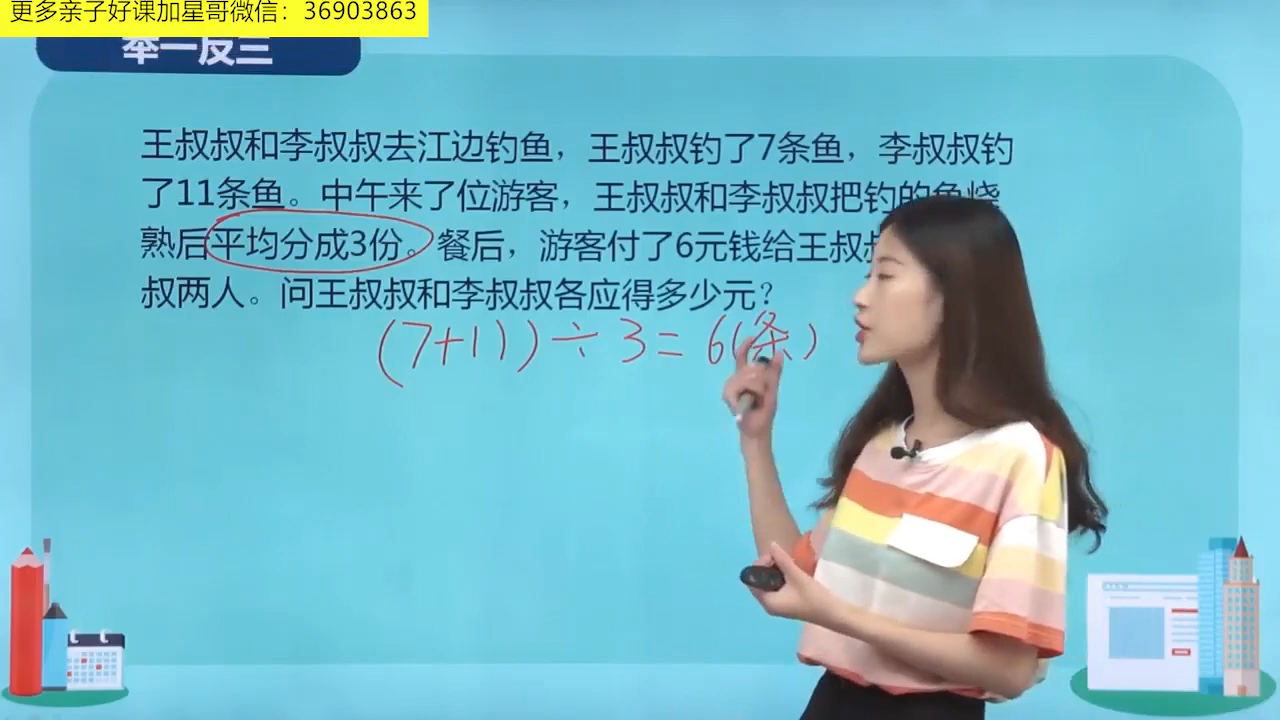 更多亲子好课加星哥微信：36903863
举一反三
王叔叔和李叔叔去江边钓鱼，王叔叔钓了7条鱼，李叔叔钓
了11条鱼。中午来了位游客，王叔叔和李叔叔把钓的鱼烧
熟后平均分成3份。餐后，游客付了6元钱给王叔叔
叔两人。问王叔叔和李叔叔各应得多少元？
(7+11)÷3=6(条)